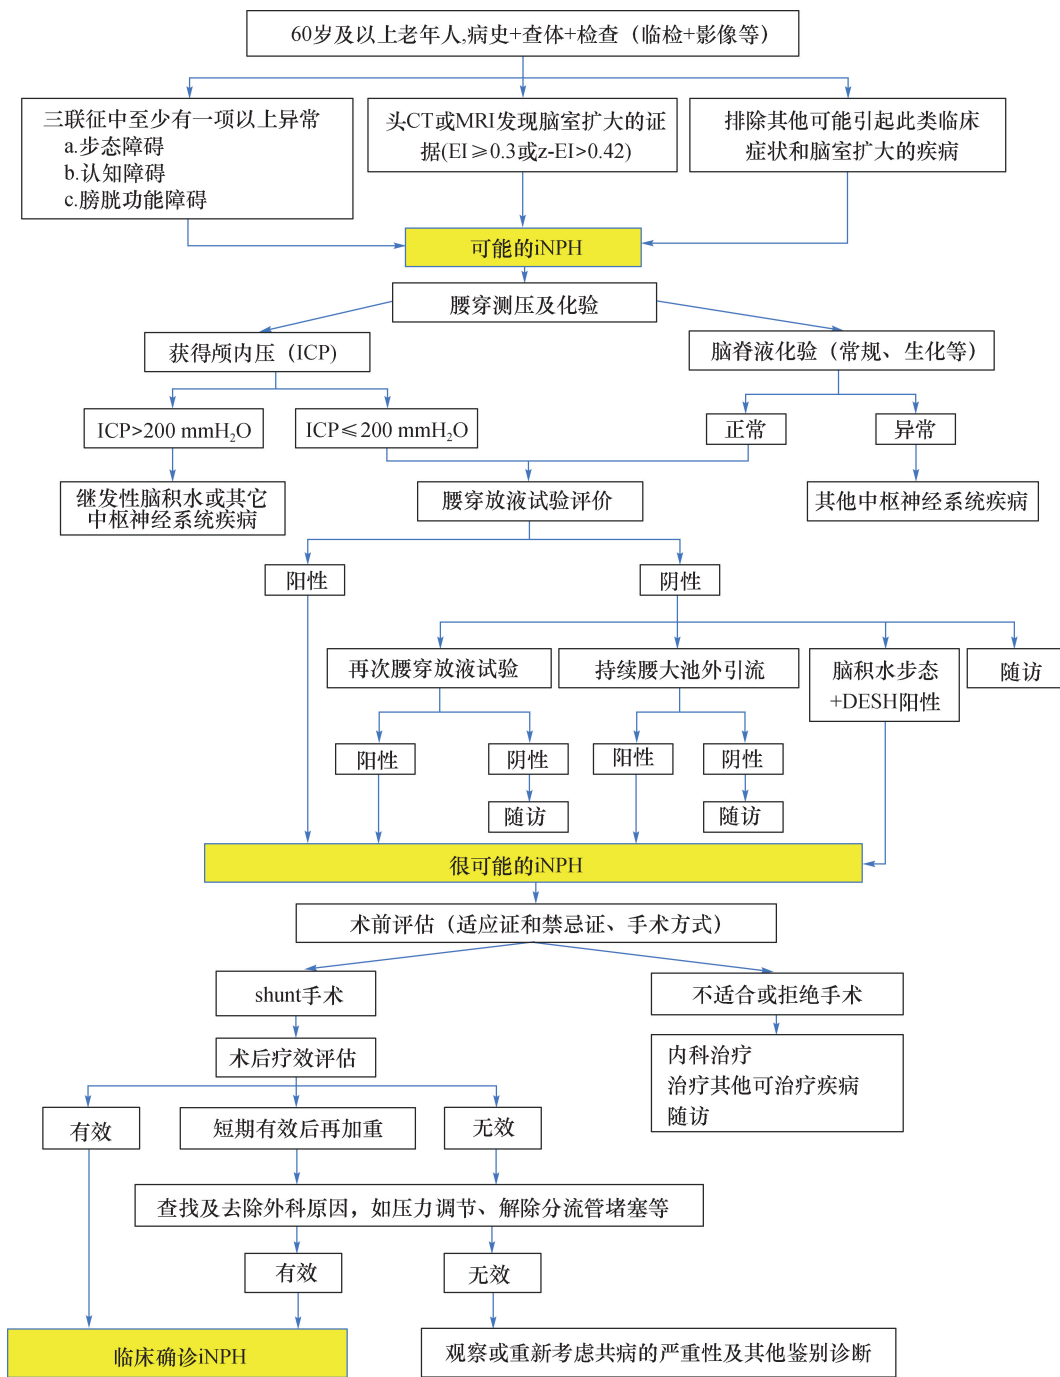 60岁及以上老年人,病史+查体+检查（临检+影像等）
三联征中至少有一项以上异常
a.步态障碍
b.认知障碍
c.膀胱功能障碍
头CT或MRI发现脑室扩大的证
据(EI≥0.3或z-EI>0.42)
排除其他可能引起此类临床
症状和脑室扩大的疾病
可能的iNPH
腰穿测压及化验
获得颅内压（ICP)
脑脊液化验（常规、生化等）
ICP>200 mmH₂O
ICP≤200 mmH₂O
正常
异常
继发性脑积水或其它
中枢神经系统疾病
腰穿放液试验评价
其他中枢神经系统疾病
阳性
阴性
再次腰穿放液试验
持续腰大池外引流
脑积水步态
+DESH阳性
随访
阳性
阴性
阳性
阴性
随访
随访
很可能的iNPH
术前评估（适应证和禁忌证、手术方式）
shunt手术
不适合或拒绝手术
术后疗效评估
内科治疗
治疗其他可治疗疾病
随访
有效
短期有效后再加重
无效
查找及去除外科原因，如压力调节、解除分流管堵塞等
有效
无效
临床确诊iNPH
观察或重新考虑共病的严重性及其他鉴别诊断